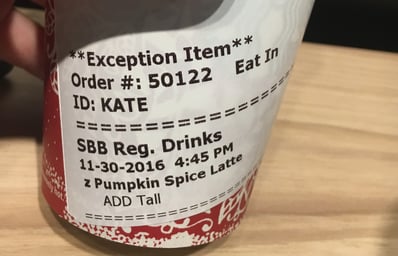 **Exception Item**
Order #: 50122 Eat In
ID: KATE
====================
SBB Reg. Drinks
11-30-2016 4:45 PM
z Pumpkin Spice Latte
ADD Tall
====================